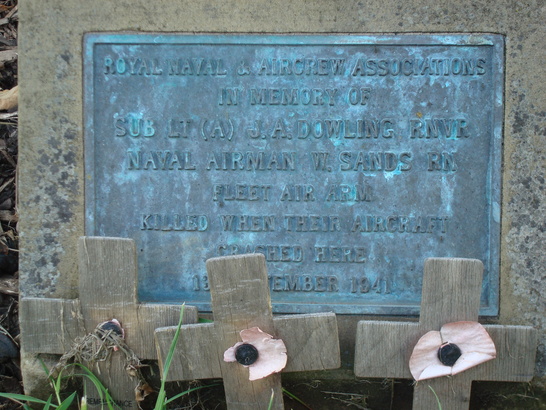 ROYAL NAVAL & AIRCREW ASSOCIATIONS
IN MEMORY OF
SUB LT (A) J.A. DOWLING RNVR
NAVAL AIRMAN W. SANDS RN
FLEET AIR ARM
KILLED WHEN THEIR AIRCRAFT
CRASHED HERE
1941